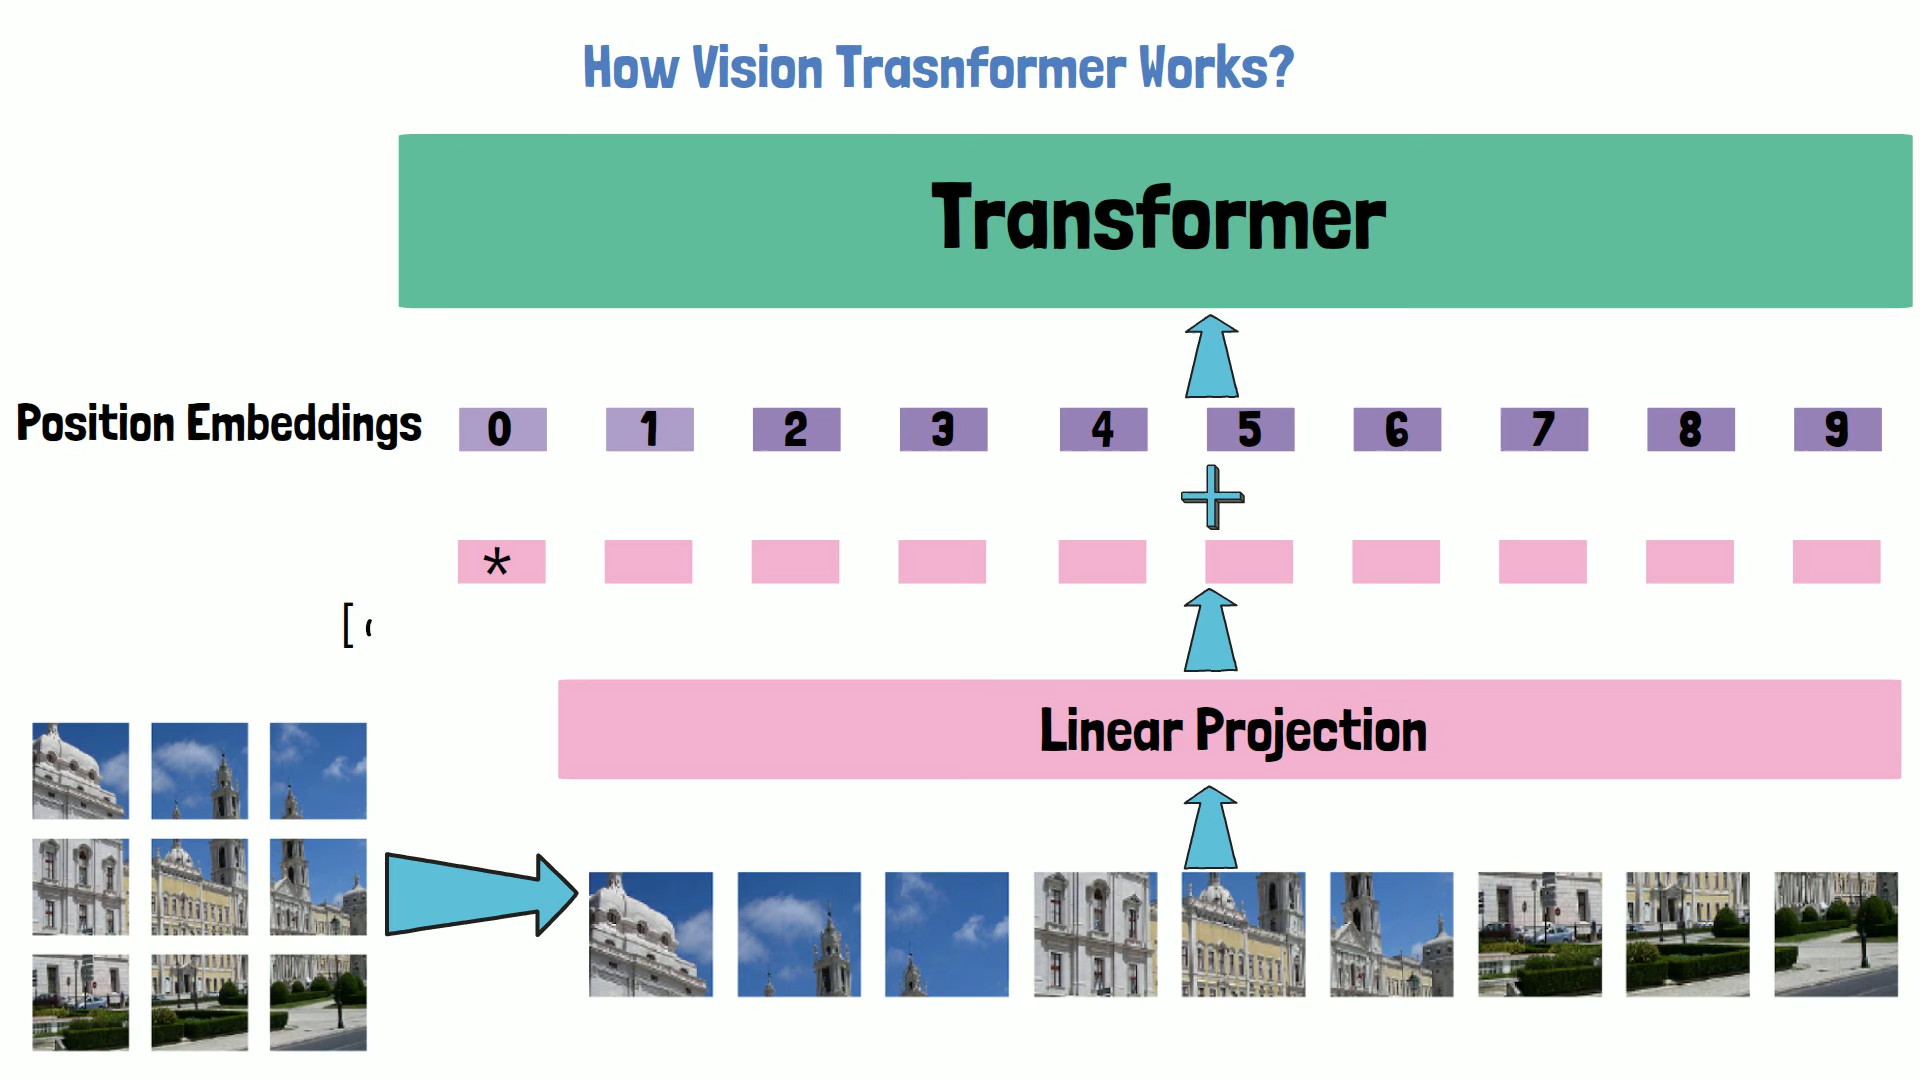 How Vision Trasnformer Works?
Transformer
Position Embeddings 0 1 2 3 4 5 6 7 8 9
*
[
Linear Projection